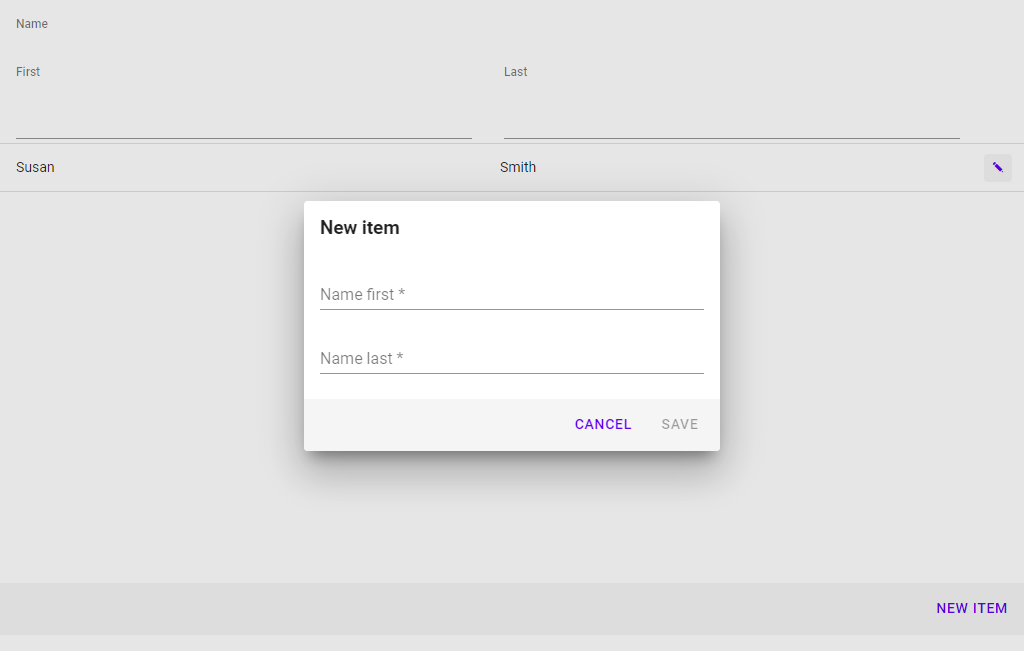 Name
First Last
Susan Smith
New item
Name first *
Name last *
CANCEL SAVE
NEW ITEM